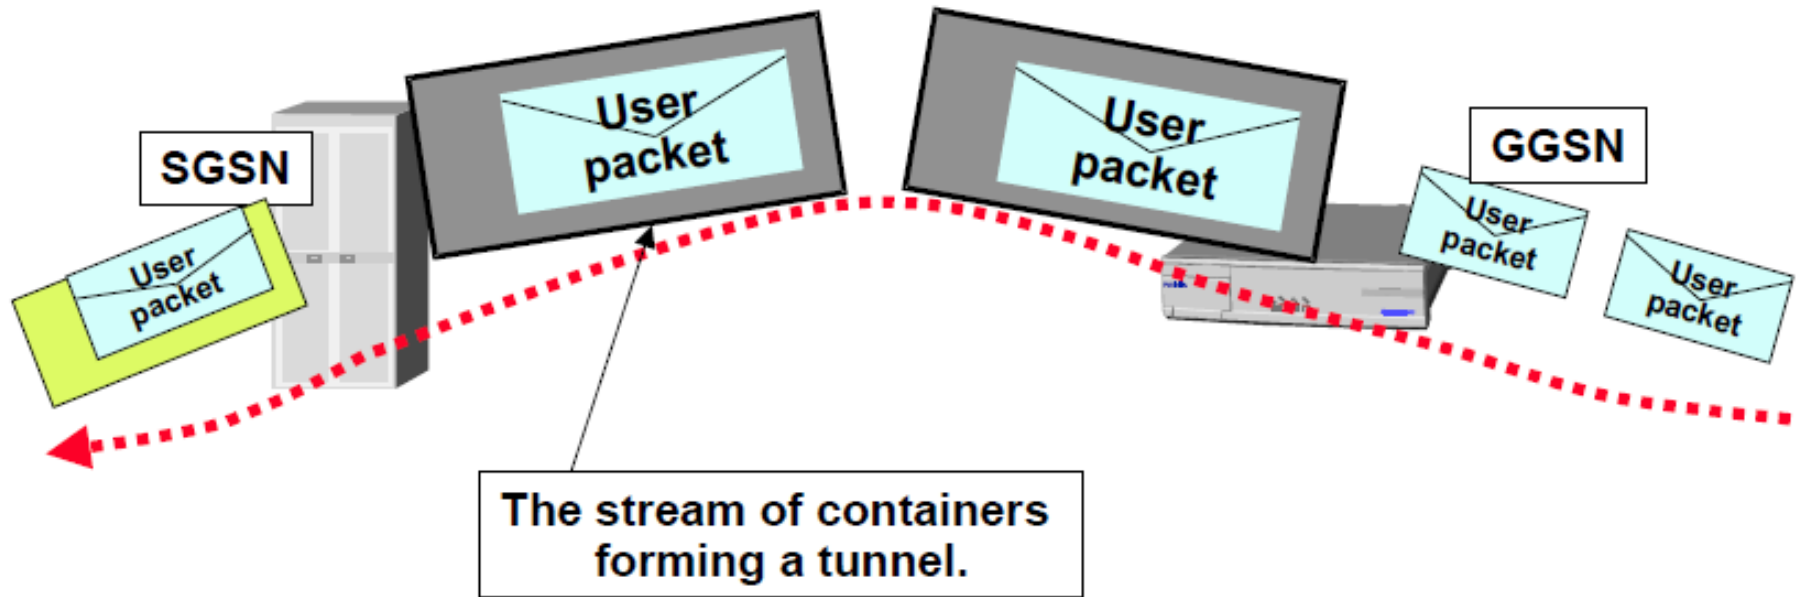 SGSN
User
packet
User
packet
User
packet
GGSN
User
packet
User
packet
The stream of containers
forming a tunnel.